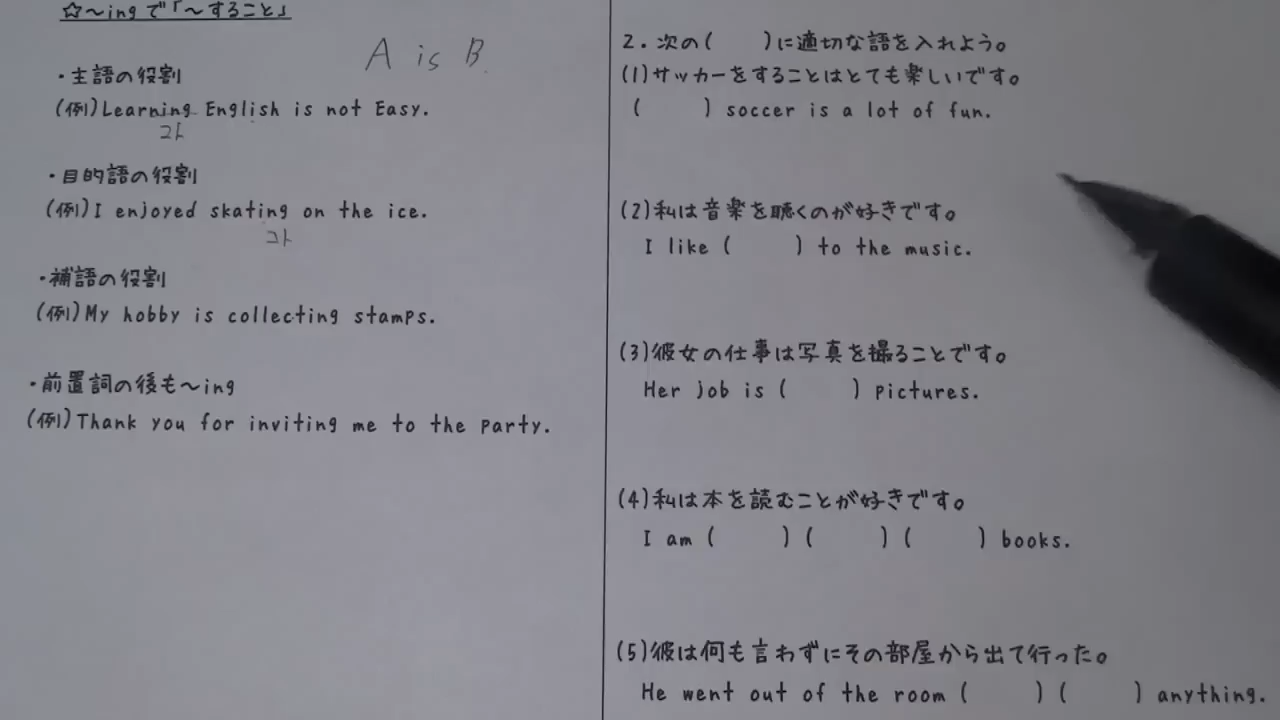 ☆～ingで「～すること」
A is B.
・主語の役割
(例)Learning English is not Easy.
コト
・目的語の役割
(例)I enjoyed skating on the ice.
コト
・補語の役割
(例)My hobby is collecting stamps.
・前置詞の後も～ing
(例)Thank you for inviting me to the party.
2.次の(　　)に適切な語を入れよう。
(1)サッカーをすることはとても楽しいです。
(　　) soccer is a lot of fun.
(2)私は音楽を聴くのが好きです。
I like (　　) to the music.
(3)彼女の仕事は写真を撮ることです。
Her job is (　　) pictures.
(4)私は本を読むことが好きです。
I am (　　)(　　)(　　) books.
(5)彼は何も言わずにその部屋から出て行った。
He went out of the room (　　)(　　) anything.